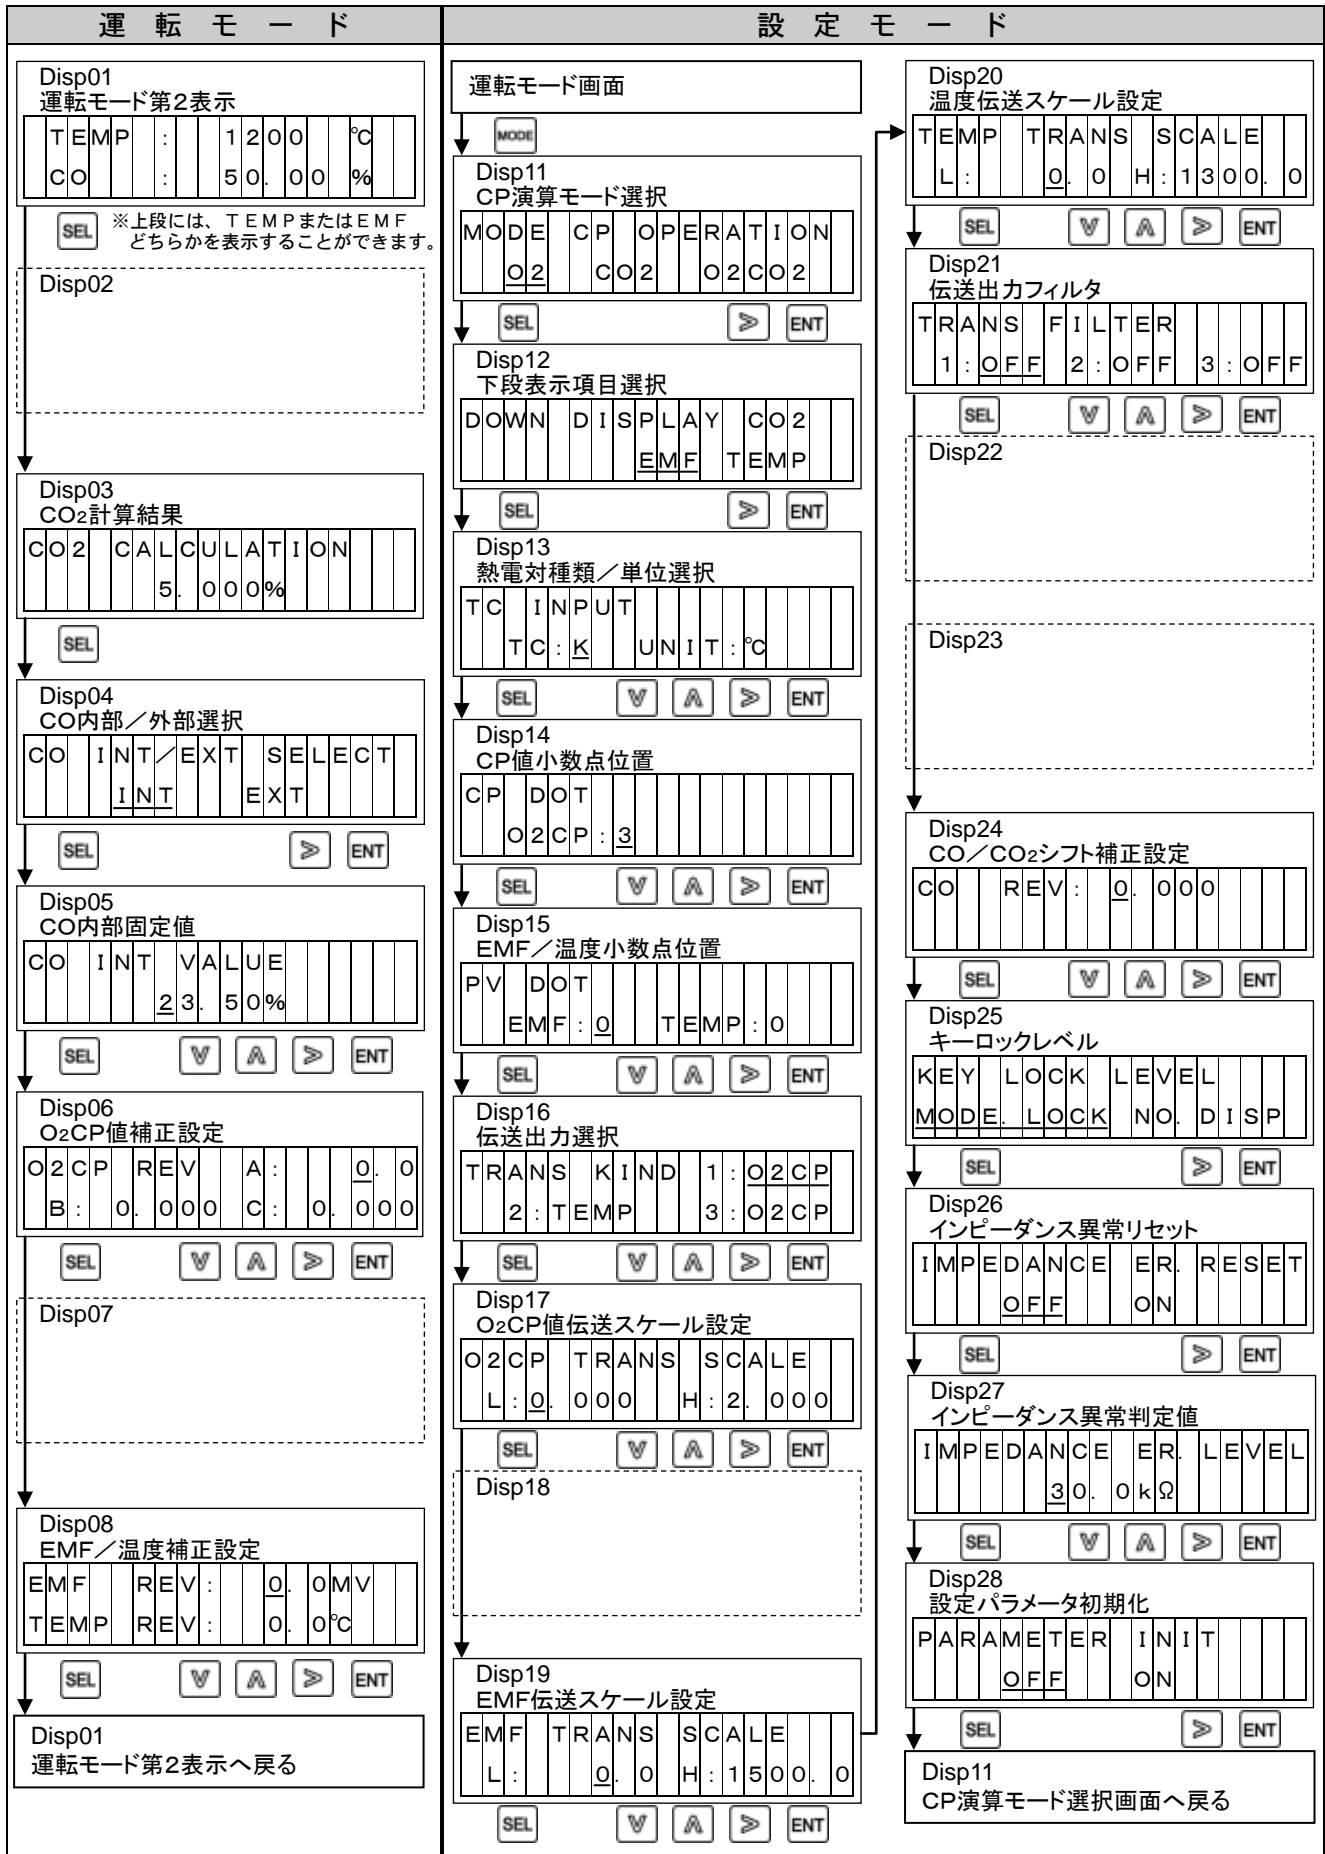 運 転 モ ー ド
Disp01
運転モード第2表示
TEMP : 1200 ℃
CO : 50.00 %
SEL
※上段には、TEMPまたはEMF
どちらかを表示することができます。
Disp02
Disp03
CO2計算結果
CO2 CALCULATION
5.000%
SEL
Disp04
CO内部／外部選択
CO INT／EXT SELECT
INT EXT
SEL > ENT
Disp05
CO内部固定値
CO INT VALUE
23.50%
SEL ∨ ∧ > ENT
Disp06
O2CP値補正設定
O2CP REV A: 0.0
B: 0.000 C: 0.000
SEL ∨ ∧ > ENT
Disp07
Disp08
EMF／温度補正設定
EMF REV: 0.0MV
TEMP REV: 0.0℃
SEL ∨ ∧ > ENT
Disp01
運転モード第2表示へ戻る
設 定 モ ー ド
運転モード画面
MODE
Disp11
CP演算モード選択
MODE CP OPERATION
O2 CO2 O2CO2
SEL > ENT
Disp12
下段表示項目選択
DOWN DISPLAY CO2
EMF TEMP
SEL > ENT
Disp13
熱電対種類／単位選択
TC INPUT
TC:K UNIT:℃
SEL ∨ ∧ > ENT
Disp14
CP値小数点位置
CP DOT
O2CP:3
SEL ∨ ∧ > ENT
Disp15
EMF／温度小数点位置
PV DOT
EMF:0 TEMP:0
SEL ∨ ∧ > ENT
Disp16
伝送出力選択
TRANS KIND 1:O2CP
2:TEMP 3:O2CP
SEL ∨ ∧ > ENT
Disp17
O2CP値伝送スケール設定
O2CP TRANS SCALE
L:0.000 H:2.000
SEL ∨ ∧ > ENT
Disp18
Disp19
EMF伝送スケール設定
EMF TRANS SCALE
L: 0.0 H:1500.0
SEL ∨ ∧ > ENT
Disp20
温度伝送スケール設定
TEMP TRANS SCALE
L: 0.0 H:1300.0
SEL ∨ ∧ > ENT
Disp21
伝送出力フィルタ
TRANS FILTER
1:OFF 2:OFF 3:OFF
SEL ∨ ∧ > ENT
Disp22
Disp23
Disp24
CO／CO2シフト補正設定
CO REV: 0.000
SEL ∨ ∧ > ENT
Disp25
キーロックレベル
KEY LOCK LEVEL
MODE.LOCK NO.DISP
SEL > ENT
Disp26
インピーダンス異常リセット
IMPEDANCE ER.RESET
OFF ON
SEL > ENT
Disp27
インピーダンス異常判定値
IMPEDANCE ER.LEVEL
30.0kΩ
SEL ∨ ∧ > ENT
Disp28
設定パラメータ初期化
PARAMETER INIT
OFF ON
SEL > ENT
Disp11
CP演算モード選択画面へ戻る